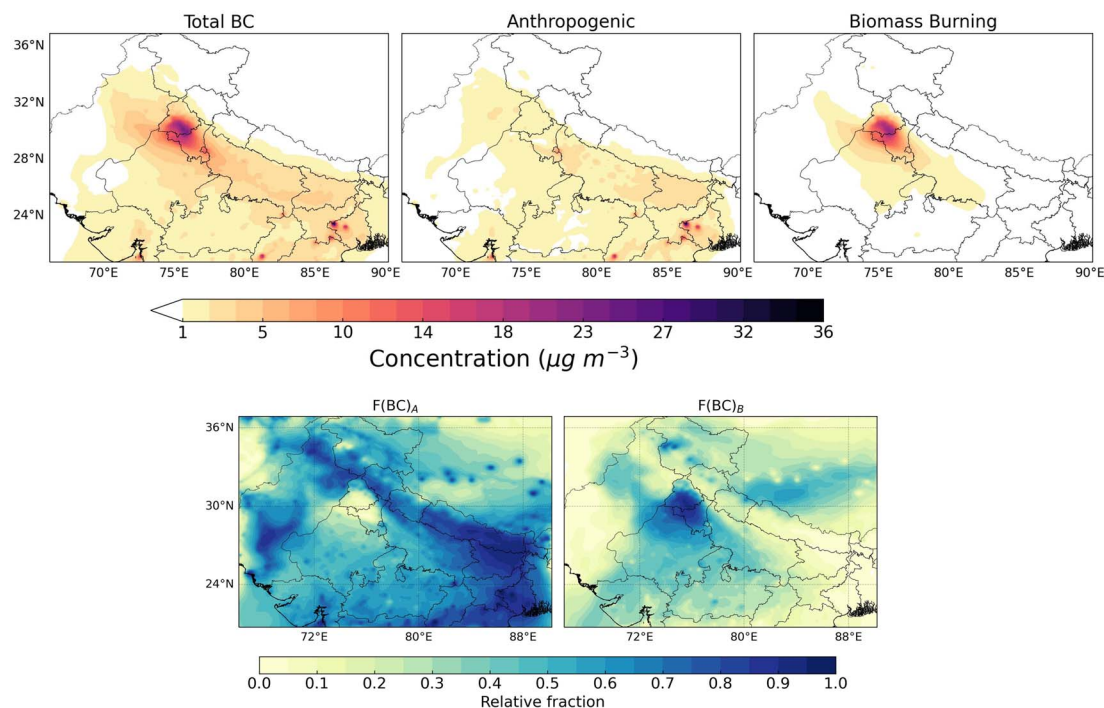 Total BC Anthropogenic Biomass Burning
36°N
32°N
28°N
24°N
70°E 75°E 80°E 85°E 90°E 70°E 75°E 80°E 85°E 90°E 70°E 75°E 80°E 85°E 90°E
1 5 10 14 18 23 27 32 36
Concentration (μg m⁻³)
F(BC)A F(BC)B
36°N
30°N
24°N
72°E 80°E 88°E 72°E 80°E 88°E
0.0 0.1 0.2 0.3 0.4 0.5 0.6 0.7 0.8 0.9 1.0
Relative fraction